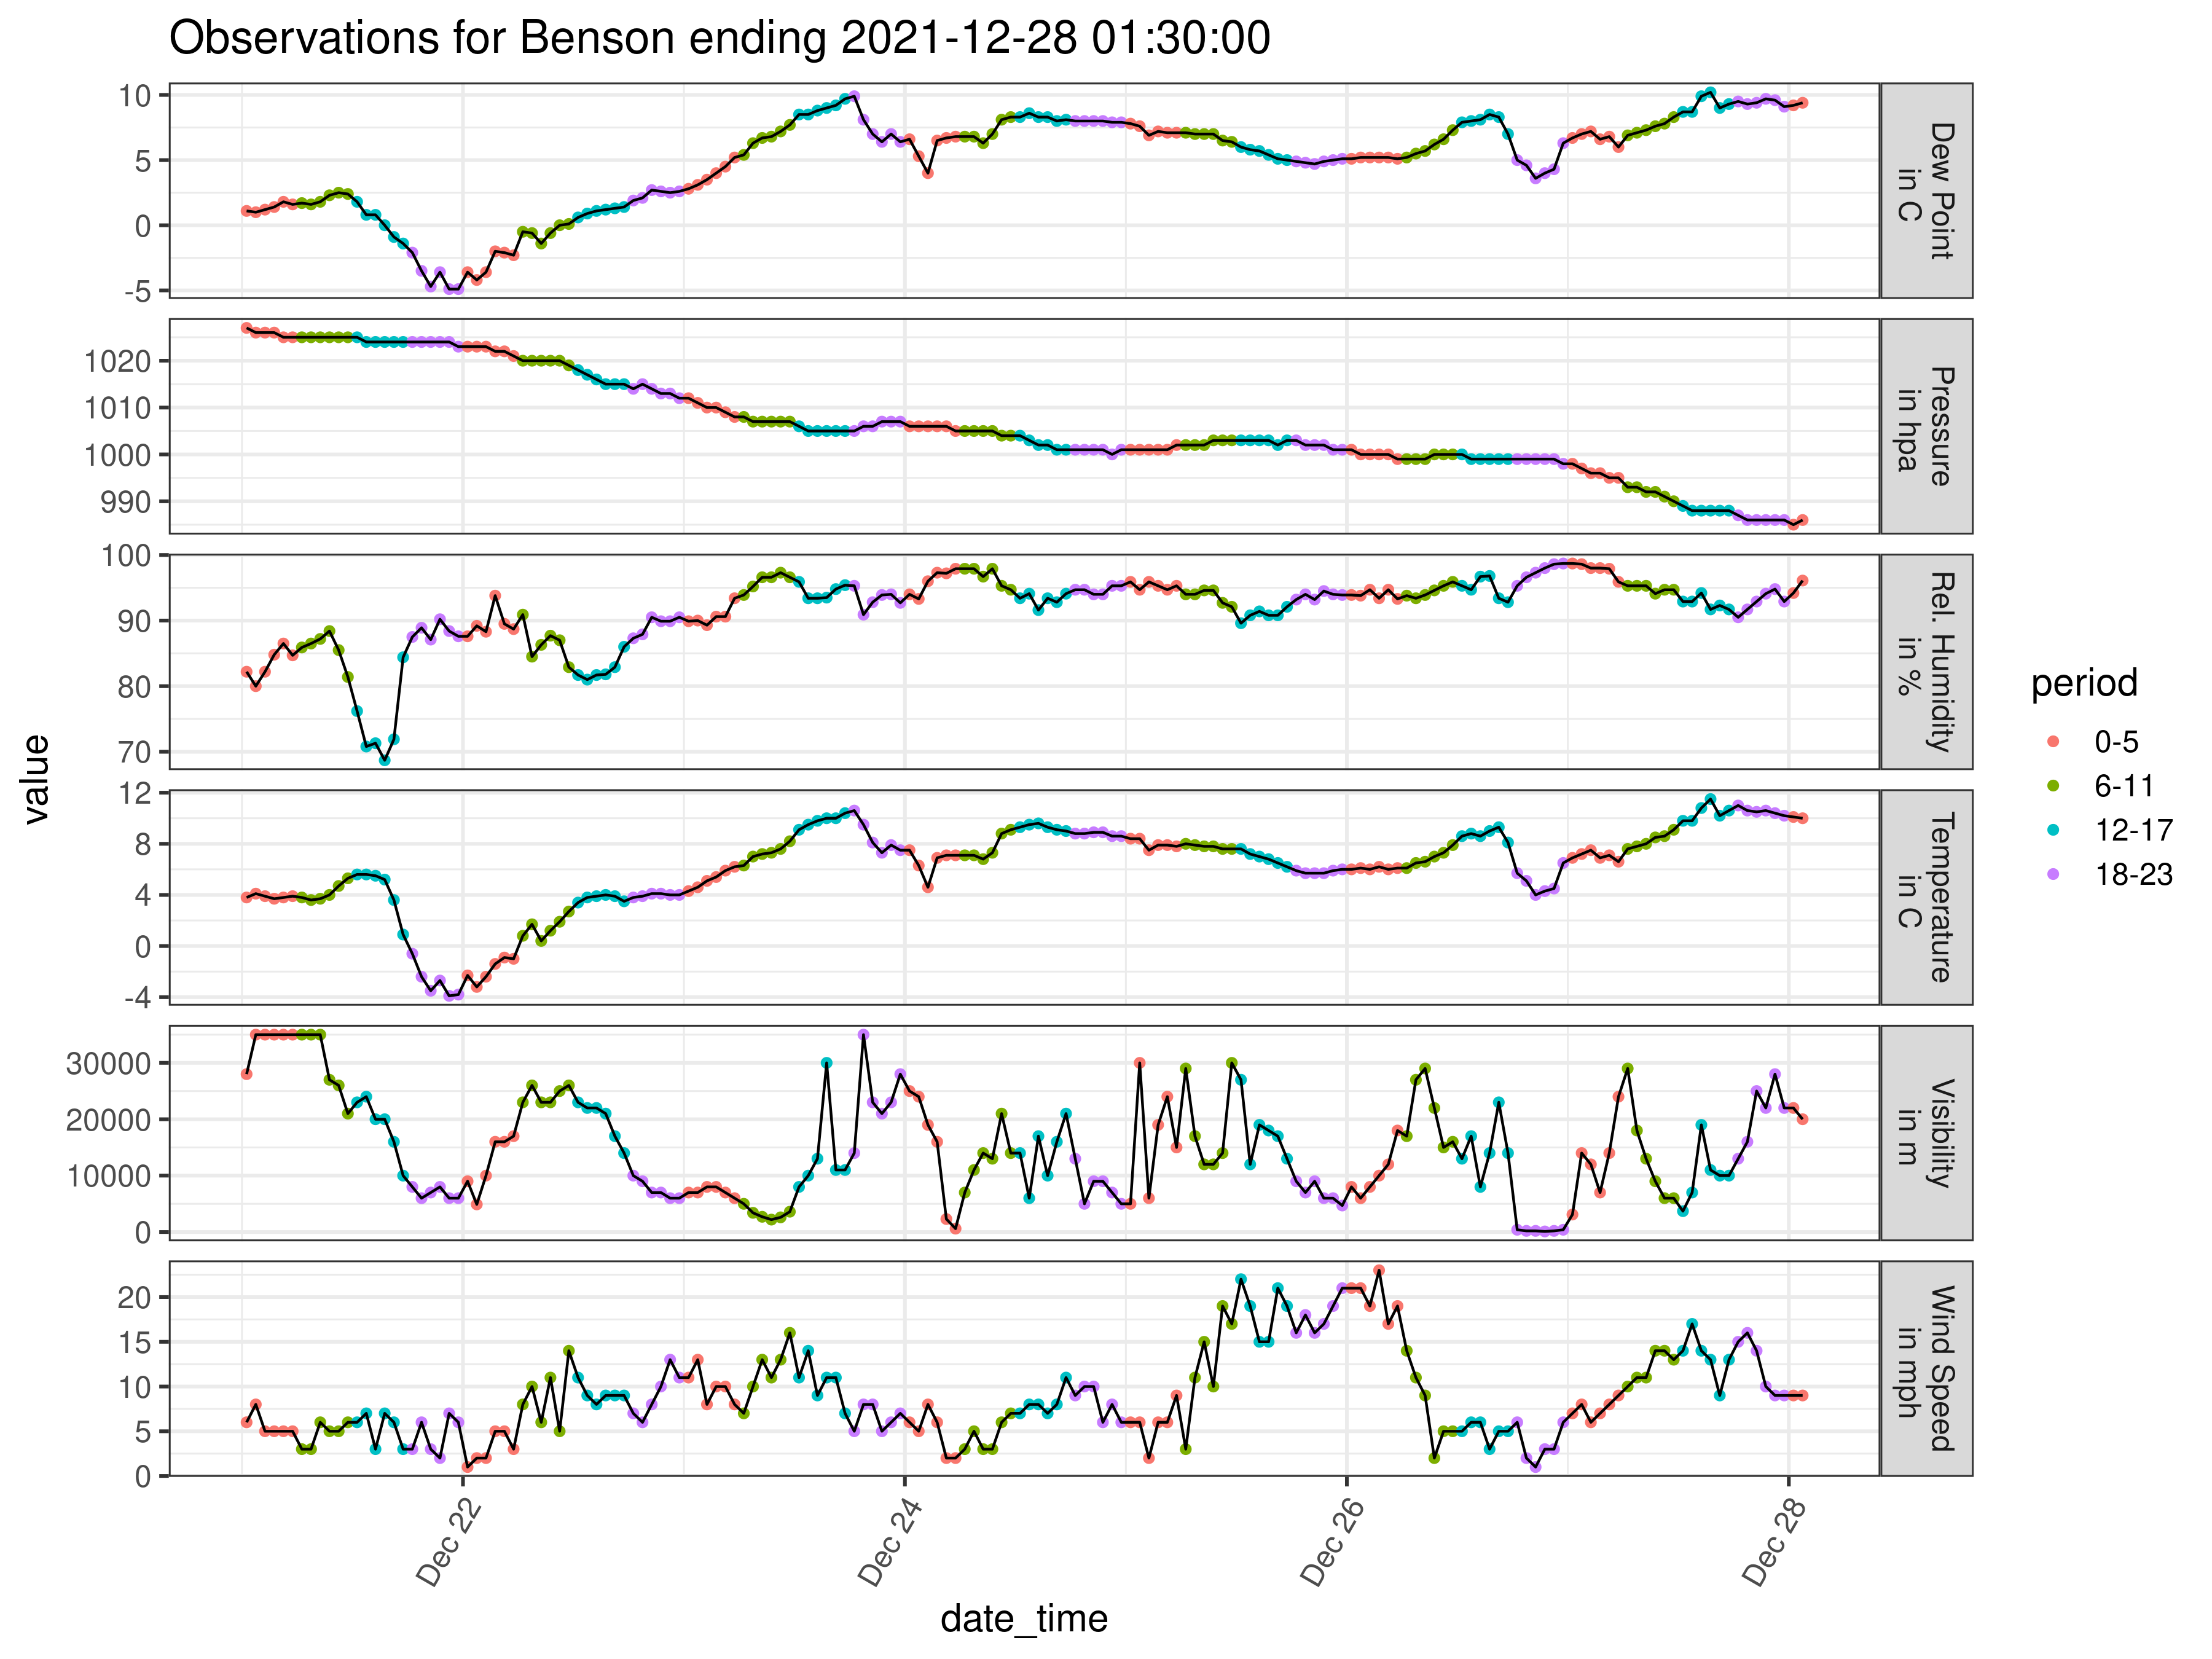 Observations for Benson ending 2021-12-28 01:30:00
value
10
5
0
-5
Dew Point
in C
1020
1010
1000
990
Pressure
in hpa
100
90
80
70
Rel. Humidity
in %
12
8
4
0
-4
Temperature
in C
30000
20000
10000
0
Visibility
in m
20
15
10
5
0
Wind Speed
in mph
Dec 22
Dec 24
Dec 26
Dec 28
date_time
period
0-5
6-11
12-17
18-23